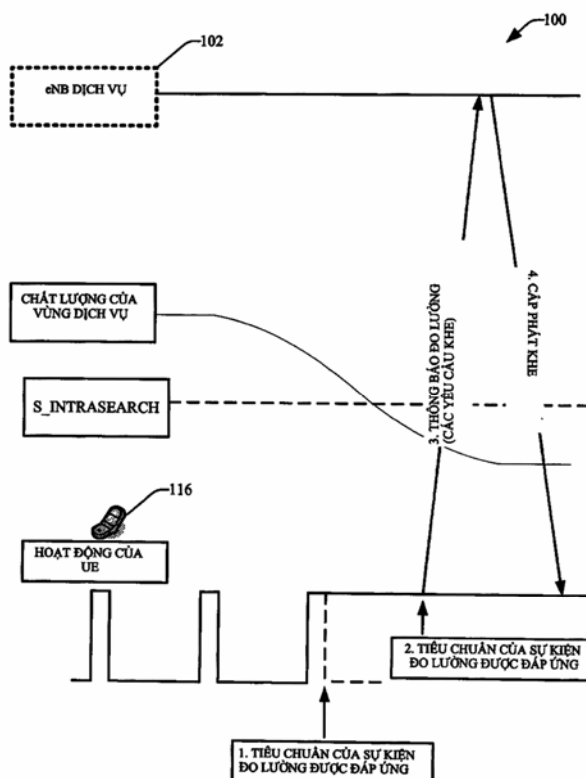 100
102
eNB DỊCH VỤ
CHẤT LƯỢNG CỦA
VÙNG DỊCH VỤ
S_INTRASEARCH
3. THÔNG BÁO ĐO LƯỜNG
(CÁC YÊU CẦU KHE)
4. CẤP PHÁT KHE
116
HOẠT ĐỘNG CỦA
UE
2. TIÊU CHUẨN CỦA SỰ KIỆN
ĐO LƯỜNG ĐƯỢC ĐÁP ỨNG
1. TIÊU CHUẨN CỦA SỰ KIỆN
ĐO LƯỜNG ĐƯỢC ĐÁP ỨNG